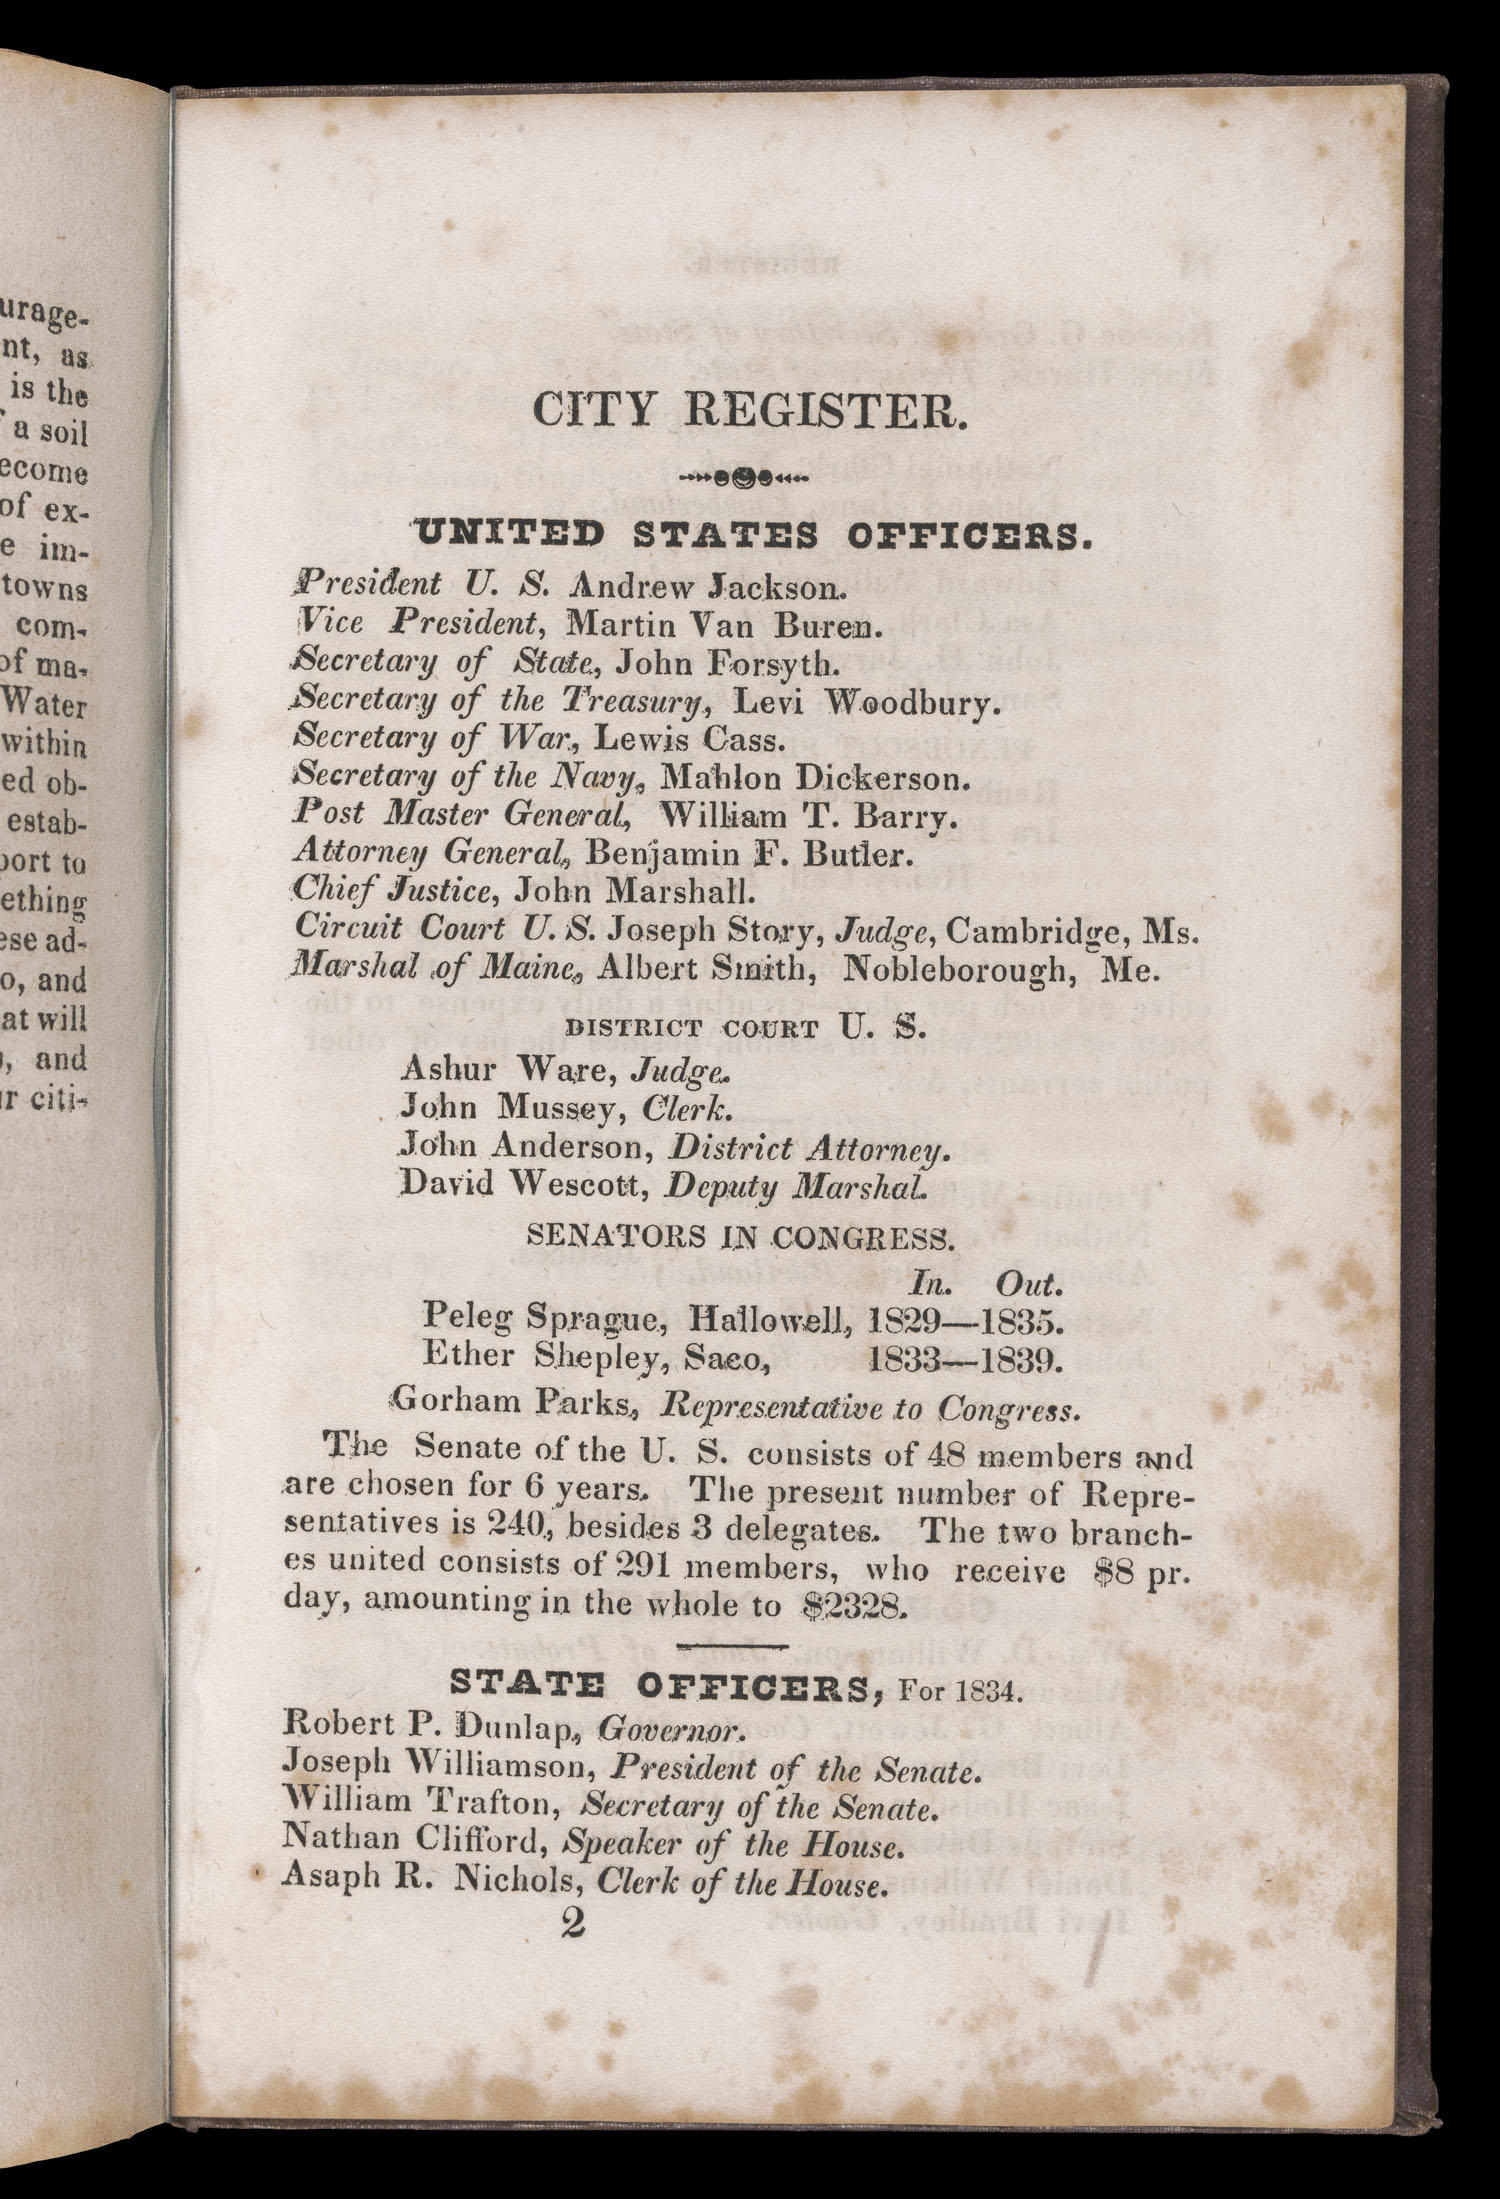 urage-
nt, as
is the
a soil
ecome
of ex-
e im-
towns
com-
of ma-
Water
within
ed ob-
estab-
port to
ething
ese ad-
o, and
at will
, and
r citi-
CITY REGISTER.
UNITED STATES OFFICERS.
President U. S. Andrew Jackson.
Vice President, Martin Van Buren.
Secretary of State, John Forsyth.
Secretary of the Treasury, Levi Woodbury.
Secretary of War, Lewis Cass.
Secretary of the Navy, Mahlon Dickerson.
Post Master General, William T. Barry.
Attorney General, Benjamin F. Butler.
Chief Justice, John Marshall.
Circuit Court U. S. Joseph Story, Judge, Cambridge, Ms.
Marshal of Maine, Albert Smith, Nobleborough, Me.
DISTRICT COURT U. S.
Ashur Ware, Judge.
John Mussey, Clerk.
John Anderson, District Attorney.
David Wescott, Deputy Marshal.
SENATORS IN CONGRESS.
In. Out.
Peleg Sprague, Hallowell, 1829—1835.
Ether Shepley, Saco, 1833—1839.
Gorham Parks, Representative to Congress.
The Senate of the U. S. consists of 48 members and
are chosen for 6 years. The present number of Repre-
sentatives is 240, besides 3 delegates. The two branch-
es united consists of 291 members, who receive $8 pr.
day, amounting in the whole to $2328.
STATE OFFICERS, For 1834.
Robert P. Dunlap, Governor.
Joseph Williamson, President of the Senate.
William Trafton, Secretary of the Senate.
Nathan Clifford, Speaker of the House.
Asaph R. Nichols, Clerk of the House.
2